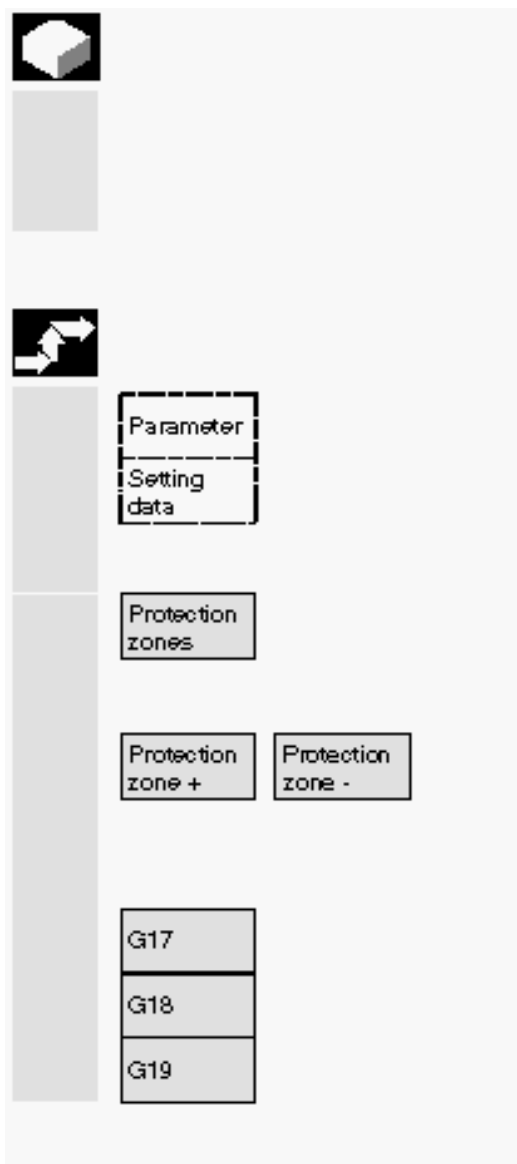 Parameter
Setting
data
Protection
zones
Protection
zone +
Protection
zone -
G17
G18
G19